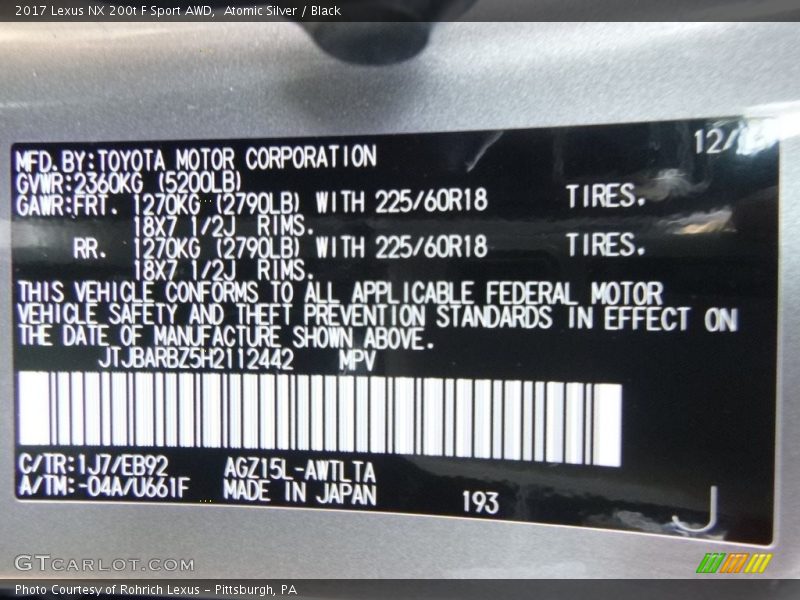 2017 Lexus NX 200t F Sport AWD, Atomic Silver / Black
12/
MFD. BY: TOYOTA MOTOR CORPORATION
GVWR: 2360KG (5200LB)
GAWR: FRT. 1270KG (2790LB) WITH 225/60R18 TIRES.
18X7 1/2J RIMS.
RR. 1270KG (2790LB) WITH 225/60R18 TIRES.
18X7 1/2J RIMS.
THIS VEHICLE CONFORMS TO ALL APPLICABLE FEDERAL MOTOR
VEHICLE SAFETY AND THEFT PREVENTION STANDARDS IN EFFECT ON
THE DATE OF MANUFACTURE SHOWN ABOVE.
JTJBARBZ5H2112442 MPV
C/TR: 1J7/EB92 AGZ15L-AWTLTA
A/TM: -04A/U661F MADE IN JAPAN 193
J
GTCARLOT.COM
Photo Courtesy of Rohrich Lexus - Pittsburgh, PA